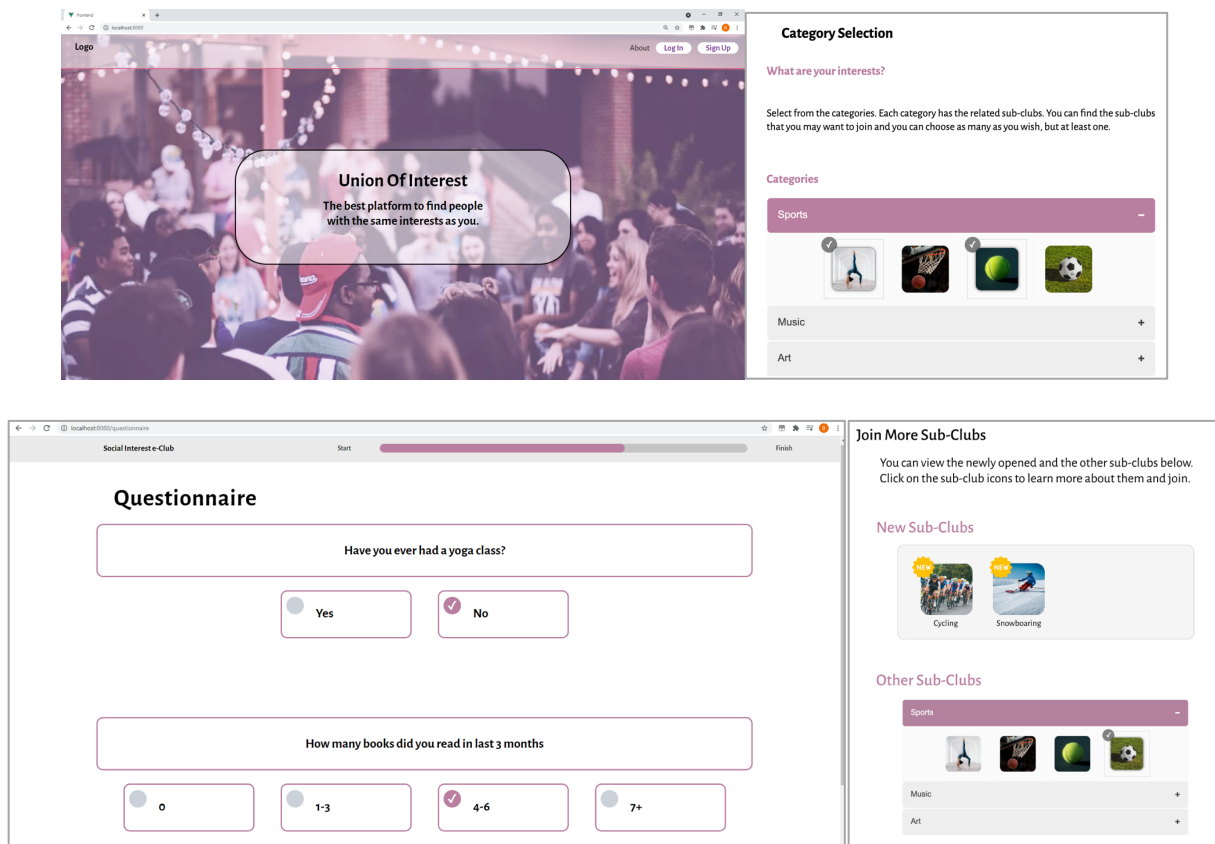 frontend
localhost:8080
Logo
About
Log In
Sign Up
Union Of Interest
The best platform to find people
with the same interests as you.
Category Selection
What are your interests?
Select from the categories. Each category has the related sub-clubs. You can find the sub-clubs
that you may want to join and you can choose as many as you wish, but at least one.
Categories
Sports
Music
Art
localhost:8080/questionnaire
Social Interest e-Club
Start
Finish
Questionnaire
Have you ever had a yoga class?
Yes
No
How many books did you read in last 3 months
0
1-3
4-6
7+
Join More Sub-Clubs
You can view the newly opened and the other sub-clubs below.
Click on the sub-club icons to learn more about them and join.
New Sub-Clubs
NEW
NEW
Cycling
Snowboaring
Other Sub-Clubs
Sports
Music
Art